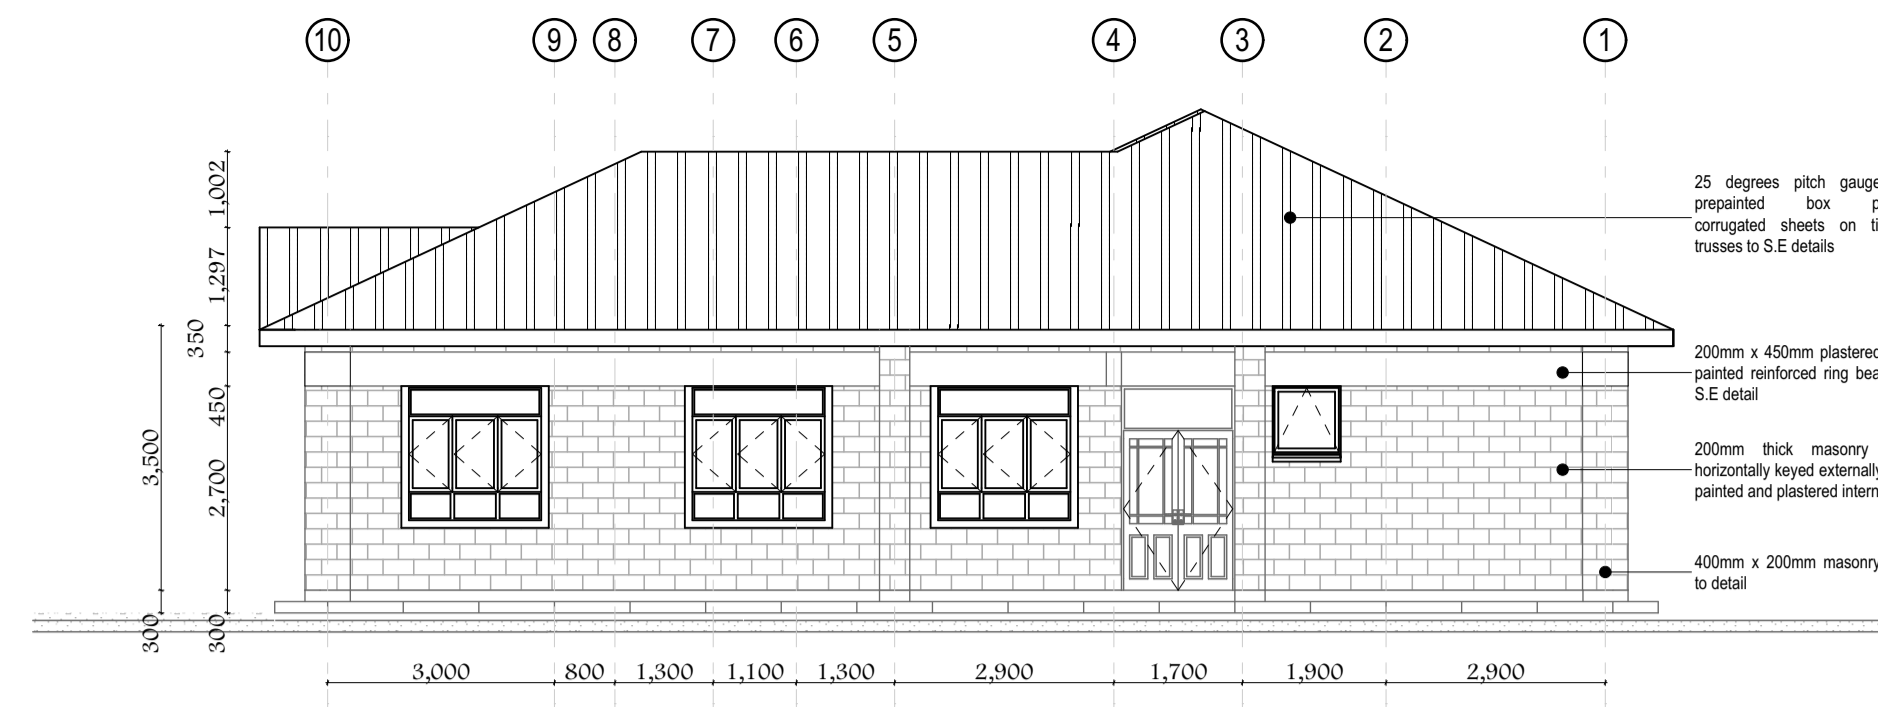 10 9 8 7 6 5 4 3 2 1
1,002
1,297
350
450
2,700
300
3,500
300
25 degrees pitch gauge
prepainted box p
corrugated sheets on ti
trusses to S.E details
200mm x 450mm plastered
painted reinforced ring bea
S.E detail
200mm thick masonry
horizontally keyed externally
painted and plastered intern
400mm x 200mm masonry
to detail
3,000 800 1,300 1,100 1,300 2,900 1,700 1,900 2,900